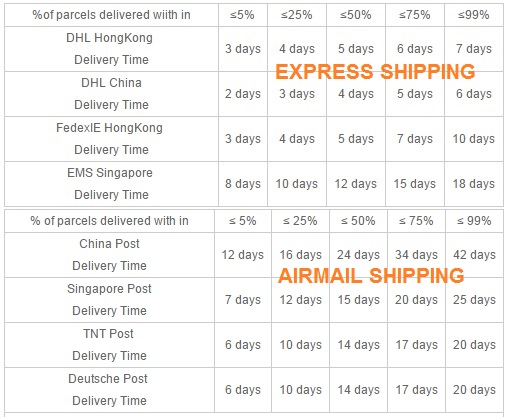 %of parcels delivered wiith in ≤5% ≤25% ≤50% ≤75% ≤99%
DHL HongKong
Delivery Time 3 days 4 days 5 days 6 days 7 days
EXPRESS SHIPPING
DHL China
Delivery Time 2 days 3 days 4 days 5 days 6 days
FedexIE HongKong
Delivery Time 3 days 4 days 5 days 7 days 10 days
EMS Singapore
Delivery Time 8 days 10 days 12 days 15 days 18 days
% of parcels delivered with in ≤ 5% ≤ 25% ≤ 50% ≤ 75% ≤ 99%
China Post
Delivery Time 12 days 16 days 24 days 34 days 42 days
AIRMAIL SHIPPING
Singapore Post
Delivery Time 7 days 12 days 15 days 20 days 25 days
TNT Post
Delivery Time 6 days 10 days 14 days 17 days 20 days
Deutsche Post
Delivery Time 6 days 10 days 14 days 17 days 20 days